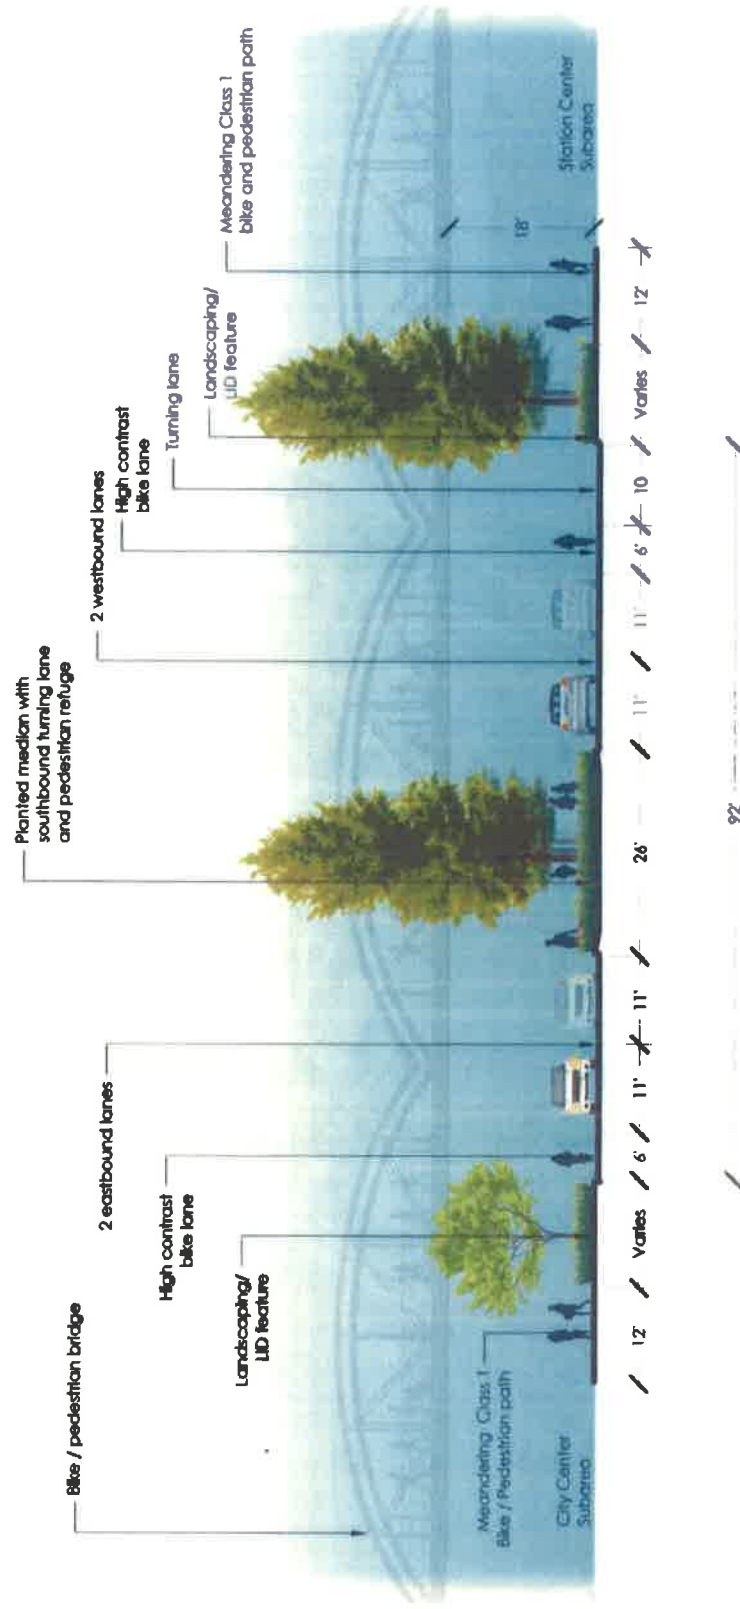 Bike / pedestrian bridge
2 eastbound lanes
High contrast
bike lane
Landscaping/
LID feature
Planted median with
southbound turning lane
and pedestrian refuge
2 westbound lanes
High contrast
bike lane
Turning lane
Landscaping/
LID feature
Meandering Class 1
bike and pedestrian path
Meandering Class 1
Bike / Pedestrian path
City Center
Subarea
Station Center
Subarea
18'
12'
Varies
6'
11'
11'
26'
11'
11'
6'
10
Varies
12'
92'